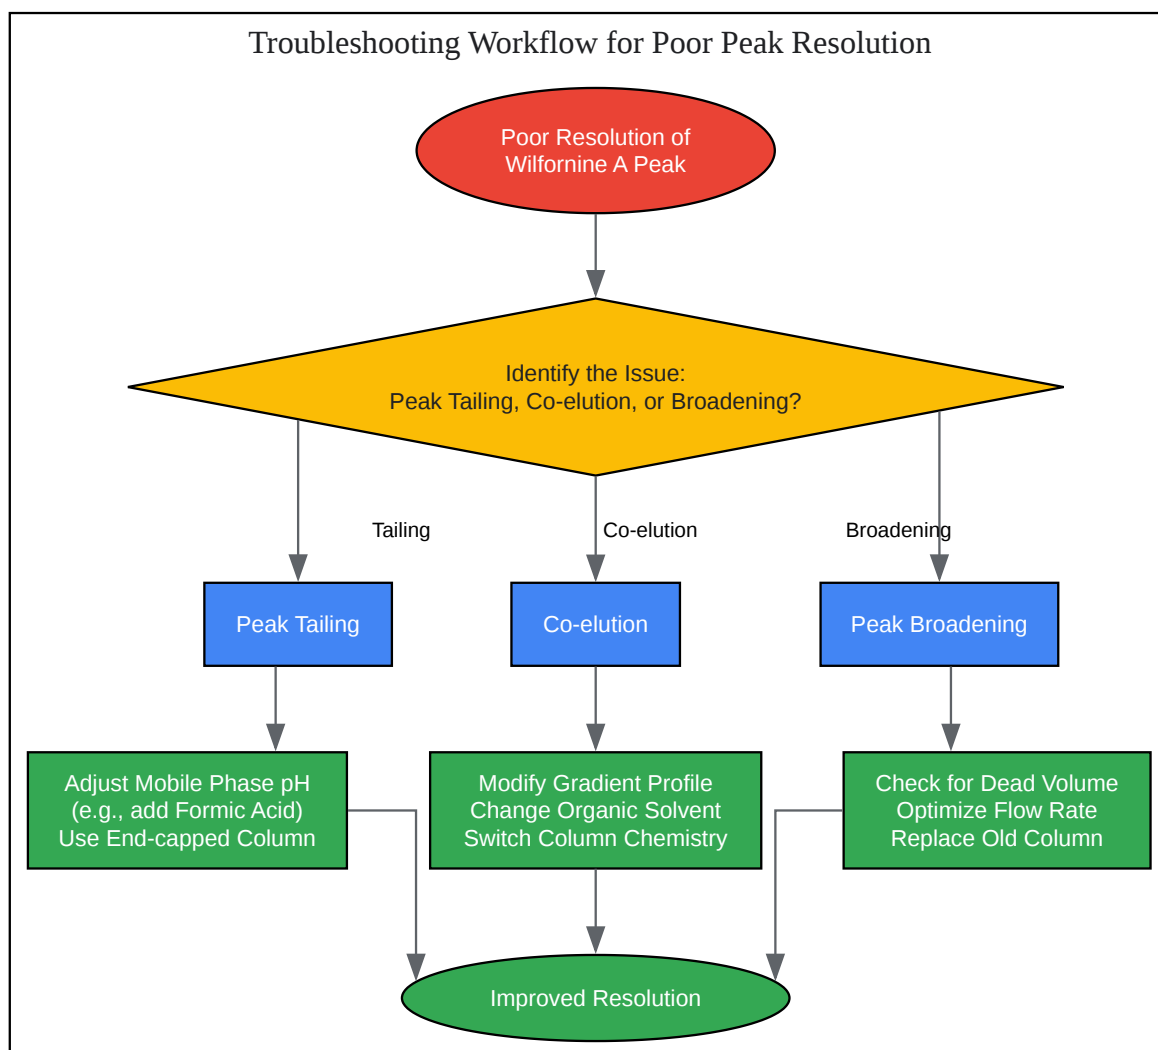 Troubleshooting Workflow for Poor Peak Resolution
Poor Resolution of
Wilfornine A Peak
Identify the Issue:
Peak Tailing, Co-elution, or Broadening?
Tailing
Co-elution
Broadening
Peak Tailing
Co-elution
Peak Broadening
Adjust Mobile Phase pH
(e.g., add Formic Acid)
Use End-capped Column
Modify Gradient Profile
Change Organic Solvent
Switch Column Chemistry
Check for Dead Volume
Optimize Flow Rate
Replace Old Column
Improved Resolution